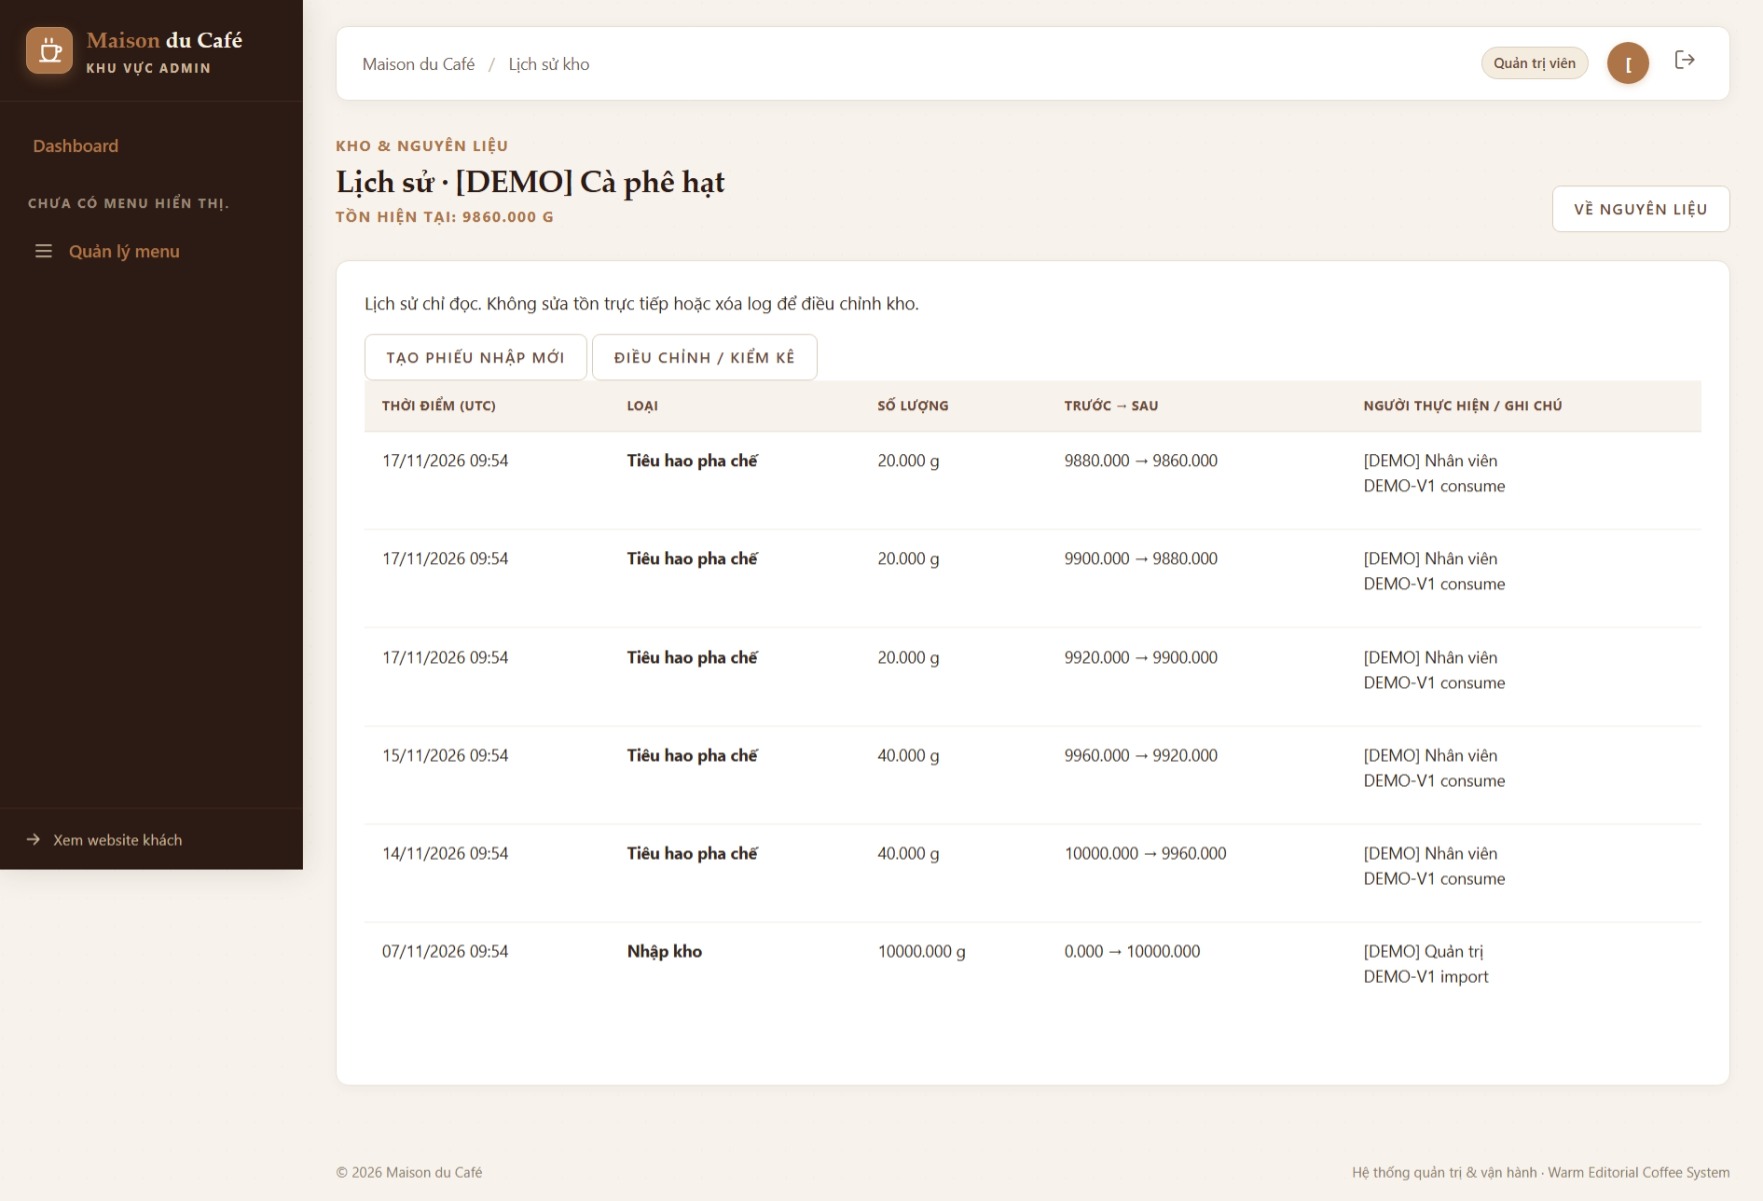 Maison du Café
KHU VỰC ADMIN
Dashboard
CHƯA CÓ MENU HIỂN THỊ.
Quản lý menu
Xem website khách
Maison du Café / Lịch sử kho
Quản trị viên
[
KHO & NGUYÊN LIỆU
Lịch sử · [DEMO] Cà phê hạt
TỒN HIỆN TẠI: 9860.000 G
VỀ NGUYÊN LIỆU
Lịch sử chỉ đọc. Không sửa tồn trực tiếp hoặc xóa log để điều chỉnh kho.
TẠO PHIẾU NHẬP MỚI
ĐIỀU CHỈNH / KIỂM KÊ
THỜI ĐIỂM (UTC) LOẠI SỐ LƯỢNG TRƯỚC → SAU NGƯỜI THỰC HIỆN / GHI CHÚ
17/11/2026 09:54 Tiêu hao pha chế 20.000 g 9880.000 → 9860.000 [DEMO] Nhân viên
DEMO-V1 consume
17/11/2026 09:54 Tiêu hao pha chế 20.000 g 9900.000 → 9880.000 [DEMO] Nhân viên
DEMO-V1 consume
17/11/2026 09:54 Tiêu hao pha chế 20.000 g 9920.000 → 9900.000 [DEMO] Nhân viên
DEMO-V1 consume
15/11/2026 09:54 Tiêu hao pha chế 40.000 g 9960.000 → 9920.000 [DEMO] Nhân viên
DEMO-V1 consume
14/11/2026 09:54 Tiêu hao pha chế 40.000 g 10000.000 → 9960.000 [DEMO] Nhân viên
DEMO-V1 consume
07/11/2026 09:54 Nhập kho 10000.000 g 0.000 → 10000.000 [DEMO] Quản trị
DEMO-V1 import
© 2026 Maison du Café
Hệ thống quản trị & vận hành · Warm Editorial Coffee System